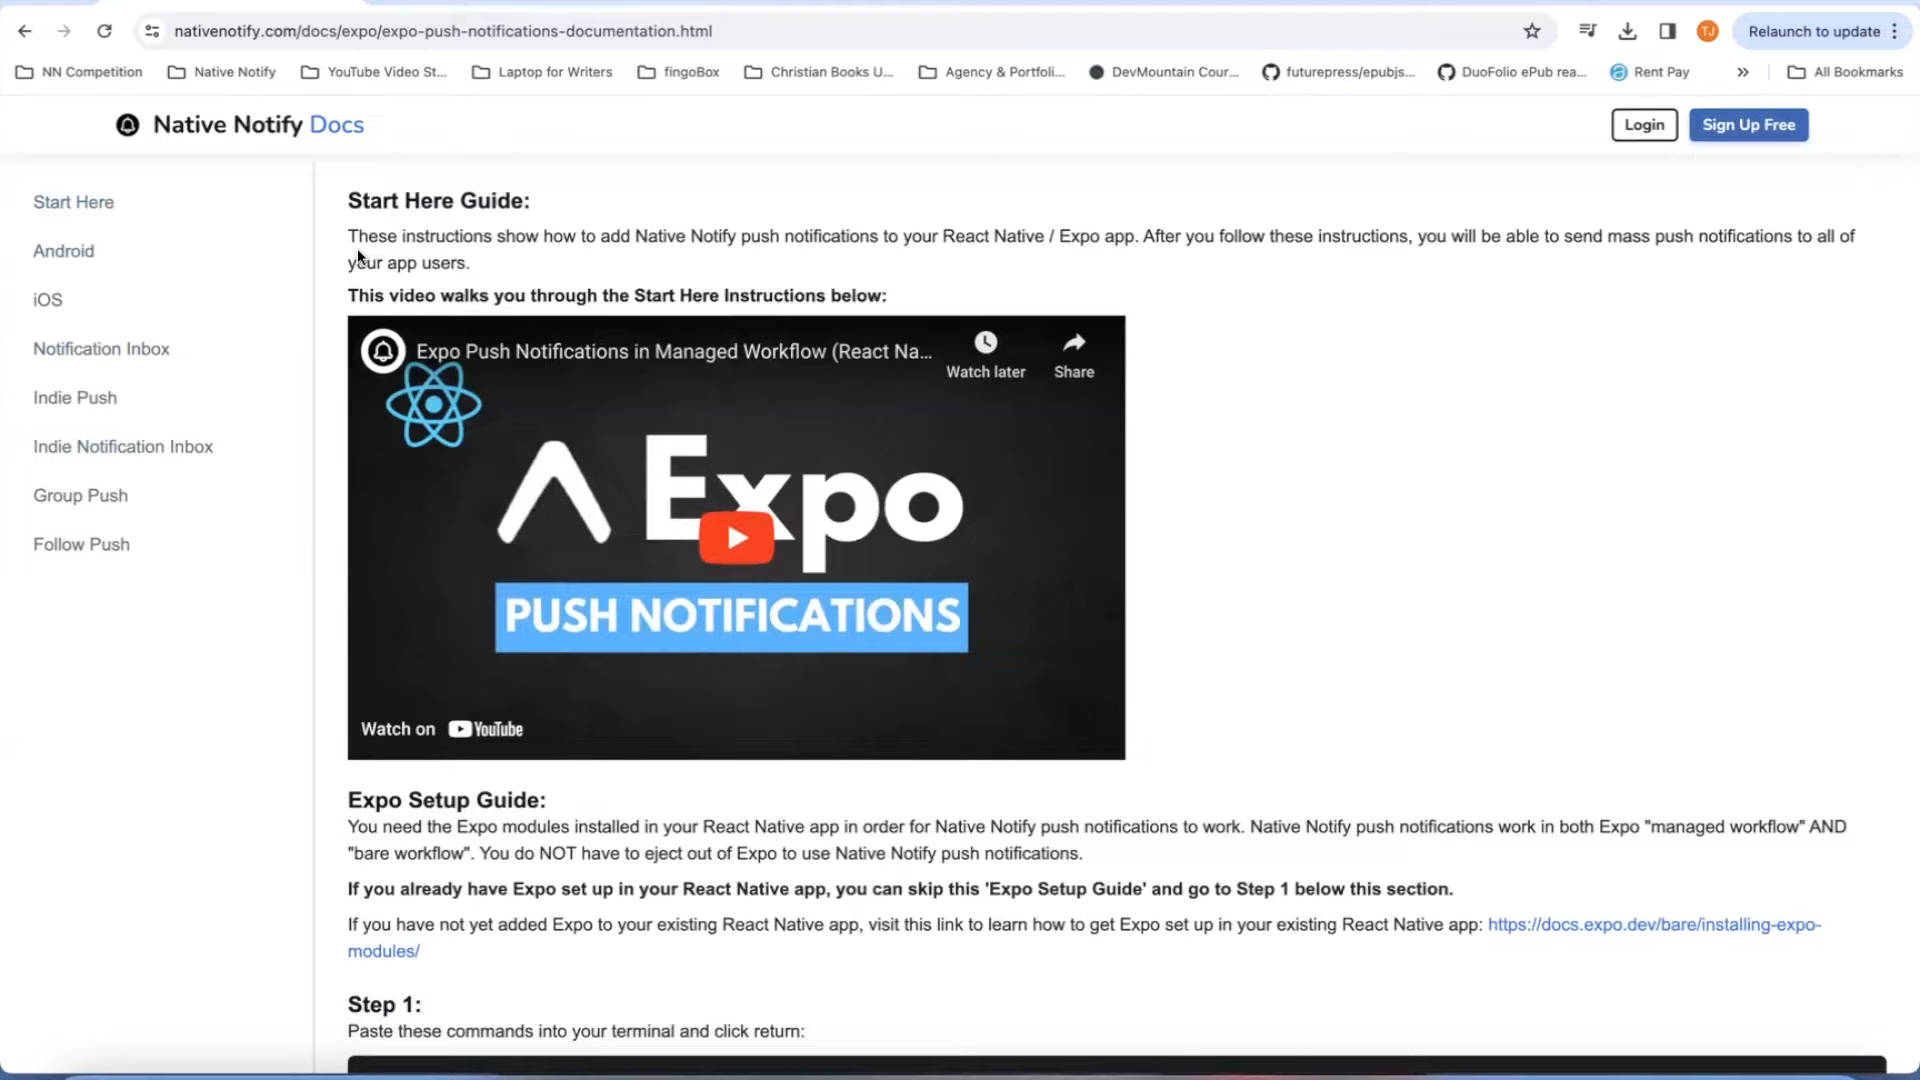 nativenotify.com/docs/expo/expo-push-notifications-documentation.html
TJ
Relaunch to update
NN Competition
Native Notify
YouTube Video St...
Laptop for Writers
fingoBox
Christian Books U...
Agency & Portfoli...
DevMountain Cour...
futurepress/epubjs...
DuoFolio ePub rea...
Rent Pay
All Bookmarks
Native Notify Docs
Login
Sign Up Free
Start Here
Android
iOS
Notification Inbox
Indie Push
Indie Notification Inbox
Group Push
Follow Push
Start Here Guide:
These instructions show how to add Native Notify push notifications to your React Native / Expo app. After you follow these instructions, you will be able to send mass push notifications to all of
your app users.
This video walks you through the Start Here Instructions below:
Expo Push Notifications in Managed Workflow (React Na...
Watch later
Share
Expo
PUSH NOTIFICATIONS
Watch on YouTube
Expo Setup Guide:
You need the Expo modules installed in your React Native app in order for Native Notify push notifications to work. Native Notify push notifications work in both Expo "managed workflow" AND
"bare workflow". You do NOT have to eject out of Expo to use Native Notify push notifications.
If you already have Expo set up in your React Native app, you can skip this 'Expo Setup Guide' and go to Step 1 below this section.
If you have not yet added Expo to your existing React Native app, visit this link to learn how to get Expo set up in your existing React Native app: https://docs.expo.dev/bare/installing-expo-
modules/
Step 1:
Paste these commands into your terminal and click return: